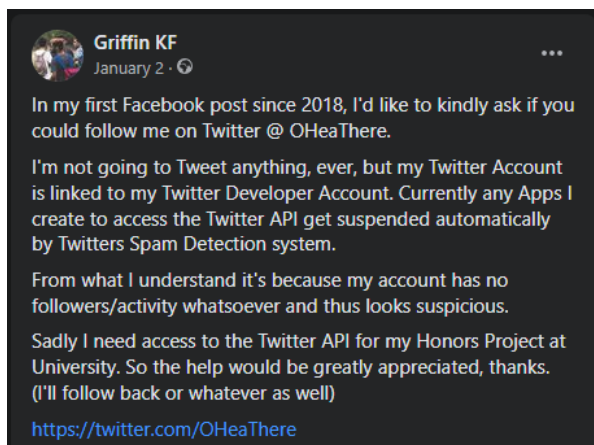 Griffin KF
January 2 ·
In my first Facebook post since 2018, I'd like to kindly ask if you
could follow me on Twitter @ OHeaThere.
I'm not going to Tweet anything, ever, but my Twitter Account
is linked to my Twitter Developer Account. Currently any Apps I
create to access the Twitter API get suspended automatically
by Twitters Spam Detection system.
From what I understand it's because my account has no
followers/activity whatsoever and thus looks suspicious.
Sadly I need access to the Twitter API for my Honors Project at
University. So the help would be greatly appreciated, thanks.
(I'll follow back or whatever as well)
https://twitter.com/OHeaThere